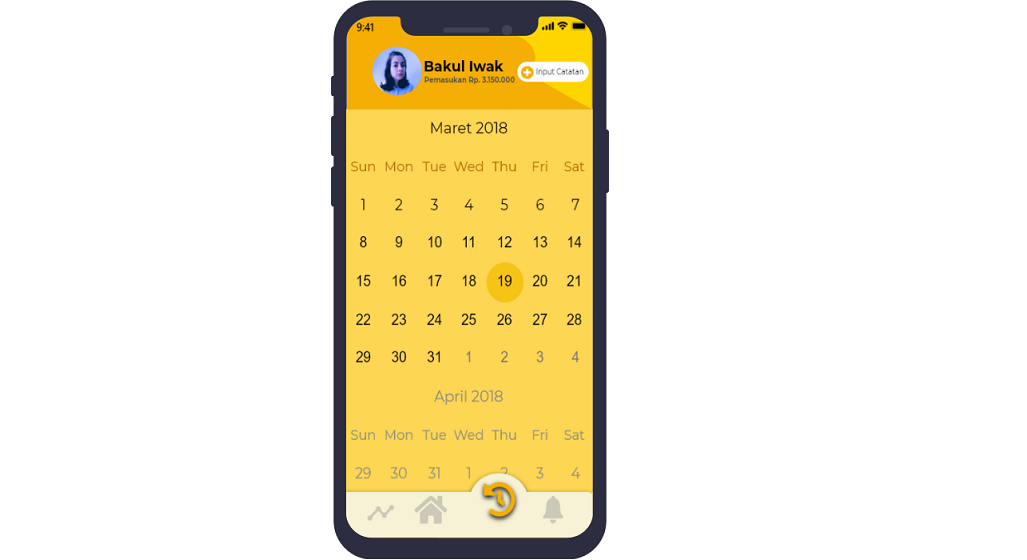 9:41
Bakul Iwak
Pemasukan Rp. 3.150.000
Input Catatan
Maret 2018
Sun Mon Tue Wed Thu Fri Sat
1 2 3 4 5 6 7
8 9 10 11 12 13 14
15 16 17 18 19 20 21
22 23 24 25 26 27 28
29 30 31 1 2 3 4
April 2018
Sun Mon Tue Wed Thu Fri Sat
29 30 31 1 2 3 4